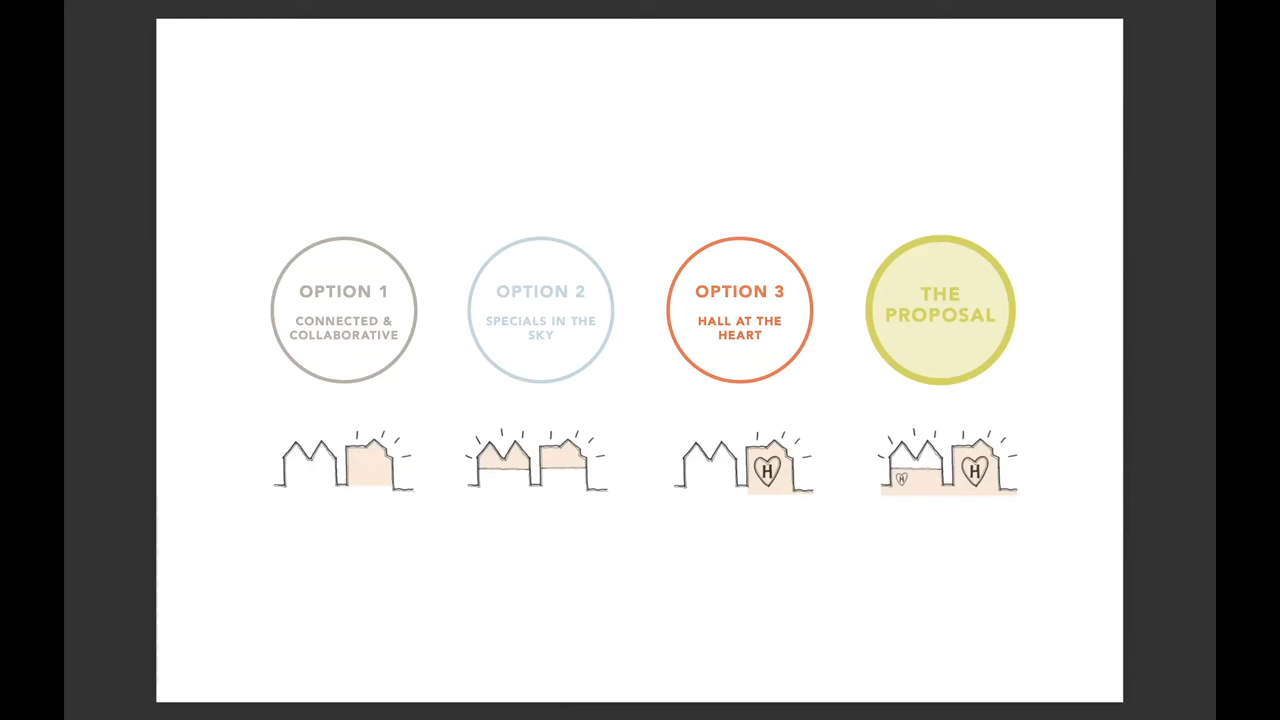 OPTION 1
CONNECTED &
COLLABORATIVE
OPTION 2
SPECIALS IN THE
SKY
OPTION 3
HALL AT THE
HEART
THE
PROPOSAL
H
H
H